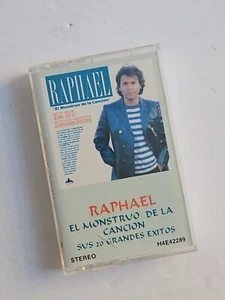 RAPHAEL
"El Monstruo de la Canción"
RAPHAEL
EL MONSTRUO DE LA
CANCION
SUS 20 GRANDES EXITOS
STEREO H4E42289